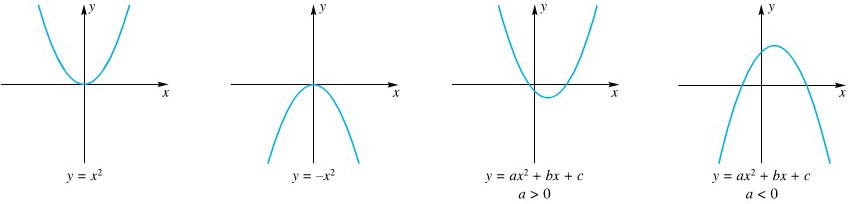 y
x
y = x²
y
x
y = –x²
y
x
y = ax² + bx + c
a > 0
y
x
y = ax² + bx + c
a < 0